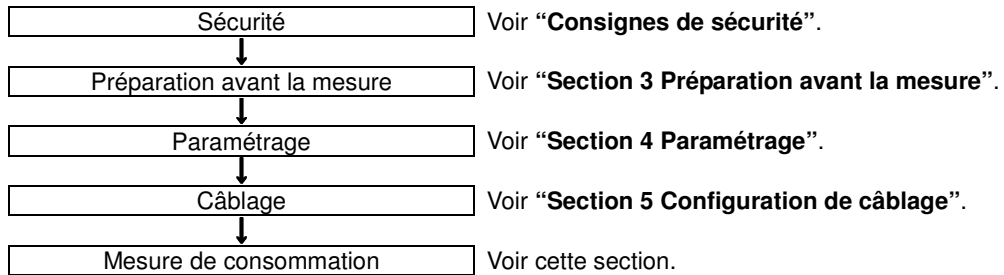 Sécurité Voir “Consignes de sécurité”.
Préparation avant la mesure Voir “Section 3 Préparation avant la mesure”.
Paramétrage Voir “Section 4 Paramétrage”.
Câblage Voir “Section 5 Configuration de câblage”.
Mesure de consommation Voir cette section.